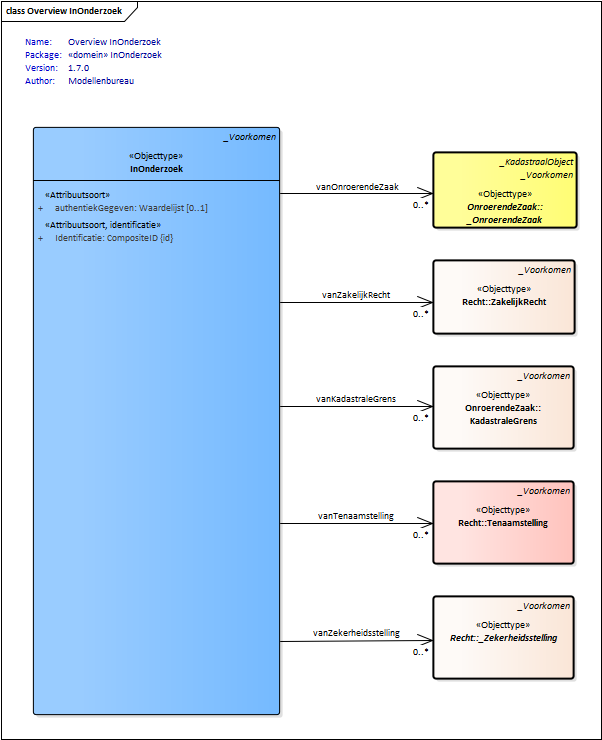 class Overview InOnderzoek
Name: Overview InOnderzoek
Package: «domein» InOnderzoek
Version: 1.7.0
Author: Modellenbureau
_Voorkomen
«Objecttype»
InOnderzoek
«Attribuutsoort»
+ authentiekGegeven: Waardelijst [0..1]
«Attribuutsoort, identificatie»
+ Identificatie: CompositeID {id}
vanOnroerendeZaak
0..*
_KadastraalObject
_Voorkomen
«Objecttype»
OnroerendeZaak::
_OnroerendeZaak
vanZakelijkRecht
0..*
_Voorkomen
«Objecttype»
Recht::ZakelijkRecht
vanKadastraleGrens
0..*
_Voorkomen
«Objecttype»
OnroerendeZaak::
KadastraleGrens
vanTenaamstelling
0..*
_Voorkomen
«Objecttype»
Recht::Tenaamstelling
vanZekerheidsstelling
0..*
_Voorkomen
«Objecttype»
Recht::_Zekerheidsstelling